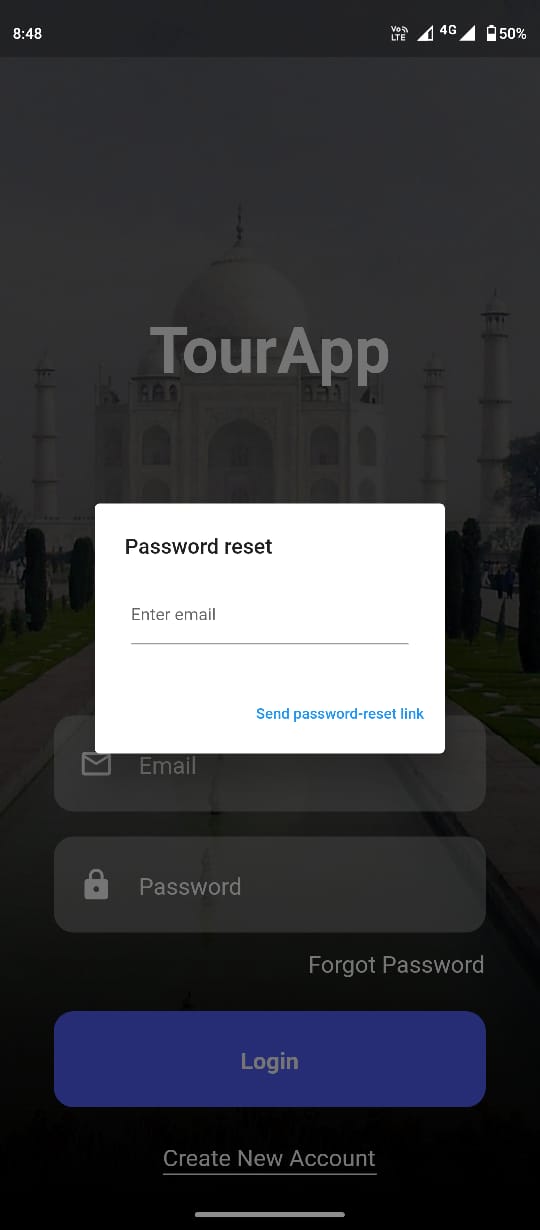 8:48
Vo LTE 4G 50%
TourApp
Password reset
Enter email
Send password-reset link
Email
Password
Forgot Password
Login
Create New Account